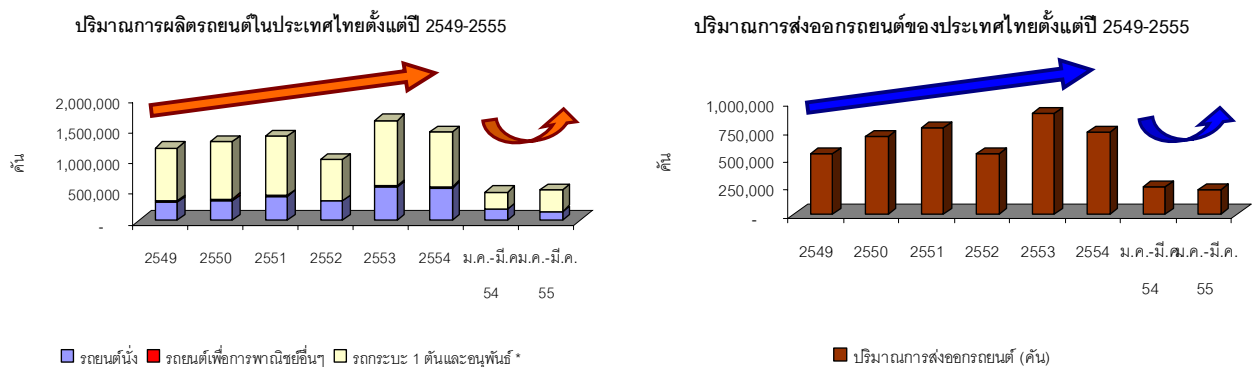 ปริมาณการผลิตรถยนต์ในประเทศไทยตั้งแต่ปี 2549-2555
2,000,000
1,500,000
1,000,000
500,000
-
คัน
2549 2550 2551 2552 2553 2554 ม.ค.-มี.ค. ม.ค.-มี.ค.
54 55
รถยนต์นั่ง รถยนต์เพื่อการพาณิชย์อื่นๆ รถกระบะ 1 ตันและอนุพันธ์ *
ปริมาณการส่งออกรถยนต์ของประเทศไทยตั้งแต่ปี 2549-2555
1,000,000
750,000
500,000
250,000
-
คัน
2549 2550 2551 2552 2553 2554 ม.ค.-มี.ค. ม.ค.-มี.ค.
54 55
ปริมาณการส่งออกรถยนต์ (คัน)